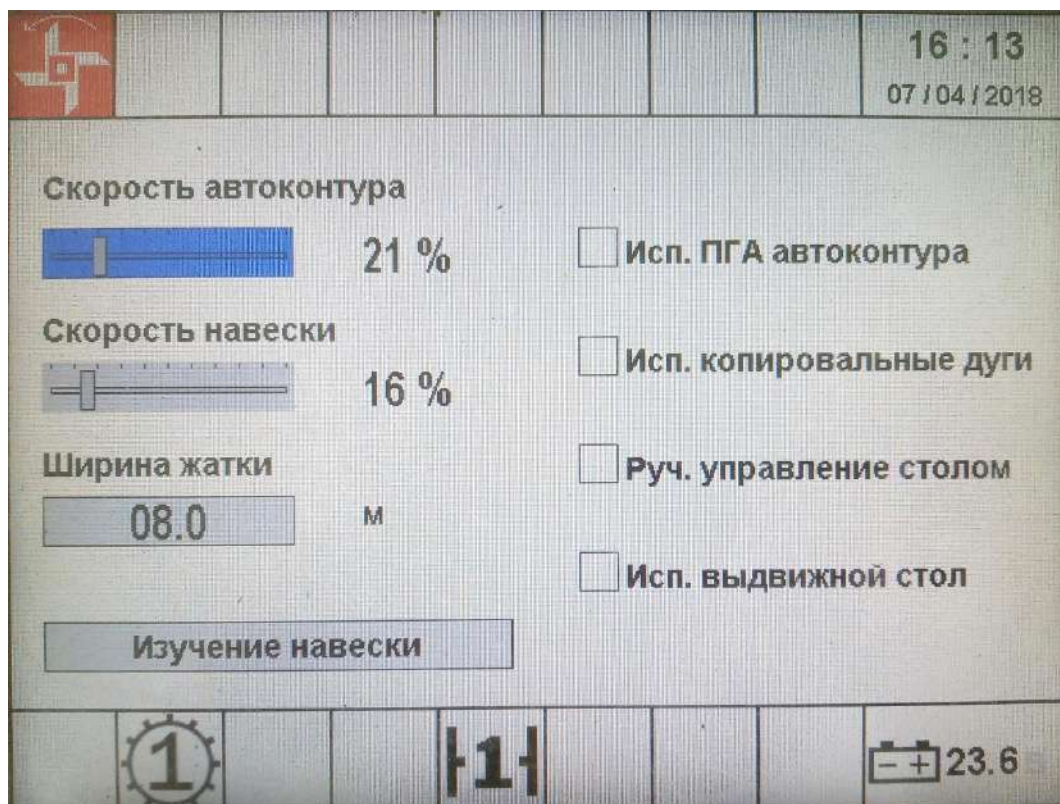 16 : 13
07 / 04 / 2018
Скорость автоконтура
21 %
Исп. ПГА автоконтура
Скорость навески
16 %
Исп. копировальные дуги
Ширина жатки
08.0 м
Руч. управление столом
Исп. выдвижной стол
Изучение навески
1
1
- + 23.6